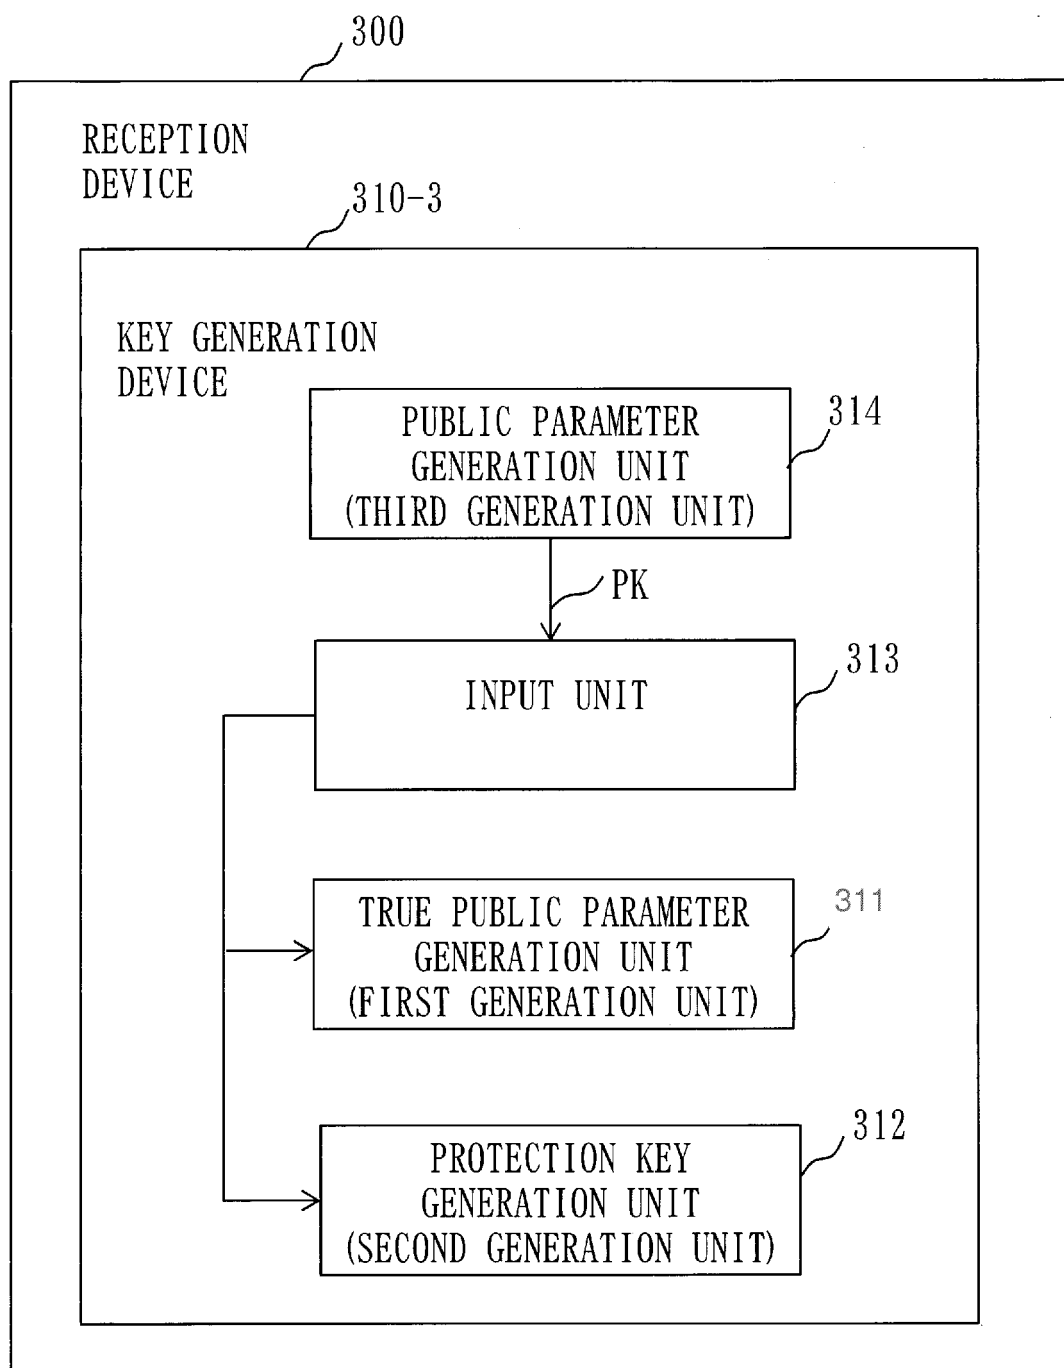 300
RECEPTION
DEVICE
310-3
KEY GENERATION
DEVICE
PUBLIC PARAMETER
GENERATION UNIT
(THIRD GENERATION UNIT)
314
PK
INPUT UNIT
313
TRUE PUBLIC PARAMETER
GENERATION UNIT
(FIRST GENERATION UNIT)
311
PROTECTION KEY
GENERATION UNIT
(SECOND GENERATION UNIT)
312